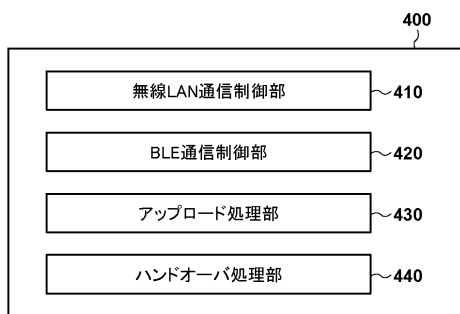 400
無線LAN通信制御部 410
BLE通信制御部 420
アップロード処理部 430
ハンドオーバ処理部 440